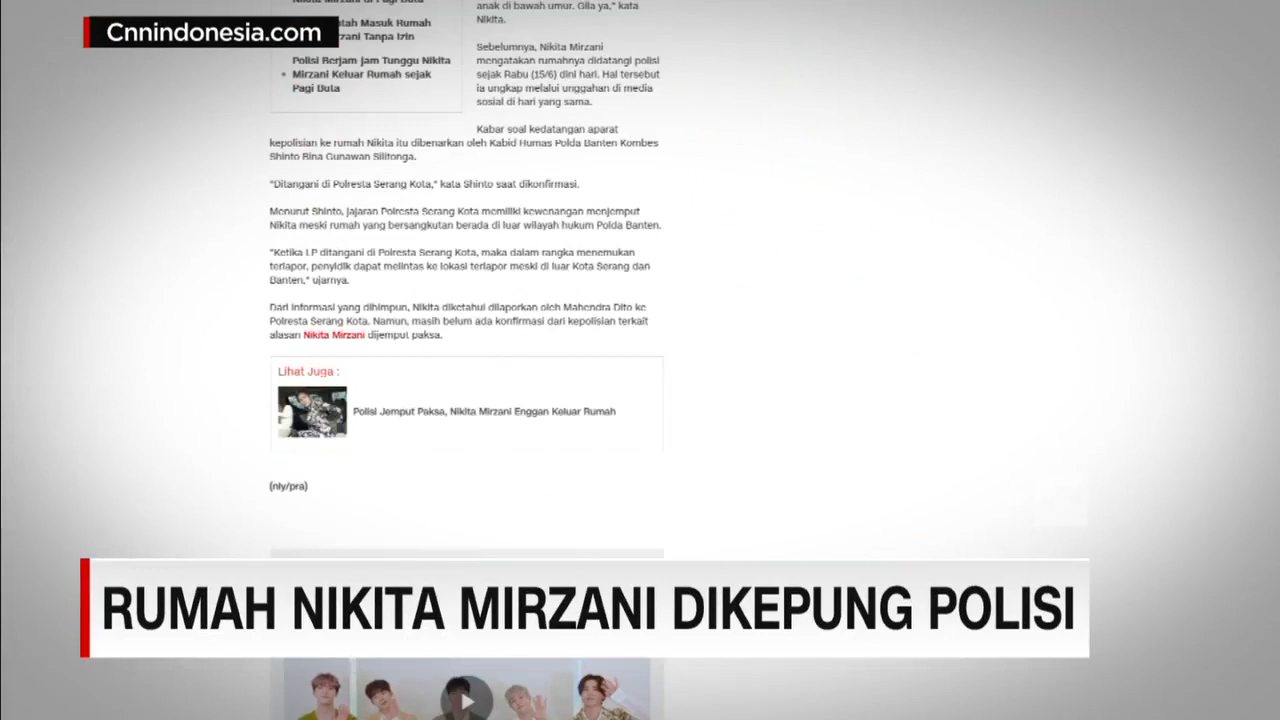 Cnnindonesia.com
Nikita Mirzani di Pagi Buta
ntah Masuk Rumah
rzani Tanpa Izin
Polisi Berjam jam Tunggu Nikita
Mirzani Keluar Rumah sejak
Pagi Buta
anak di bawah umur. Gila ya," kata
Nikita.
Sebelumnya, Nikita Mirzani
mengatakan rumahnya didatangi polisi
sejak Rabu (15/6) dini hari. Hal tersebut
ia ungkap melalui unggahan di media
sosial di hari yang sama.
Kabar soal kedatangan aparat
kepolisian ke rumah Nikita itu dibenarkan oleh Kabid Humas Polda Banten Kombes
Shinto Bina Gunawan Silitonga.
"Ditangani di Polresta Serang Kota," kata Shinto saat dikonfirmasi.
Menurut Shinto, jajaran Polresta Serang Kota memiliki kewenangan menjemput
Nikita meski rumah yang bersangkutan berada di luar wilayah hukum Polda Banten.
"Ketika LP ditangani di Polresta Serang Kota, maka dalam rangka menemukan
terlapor, penyidik dapat melintas ke lokasi terlapor meski di luar Kota Serang dan
Banten," ujarnya.
Dari informasi yang dihimpun, Nikita diketahui dilaporkan oleh Mahendra Dito ke
Polresta Serang Kota. Namun, masih belum ada konfirmasi dari kepolisian terkait
alasan Nikita Mirzani dijemput paksa.
Lihat Juga :
Polisi Jemput Paksa, Nikita Mirzani Enggan Keluar Rumah
(nly/pra)
RUMAH NIKITA MIRZANI DIKEPUNG POLISI